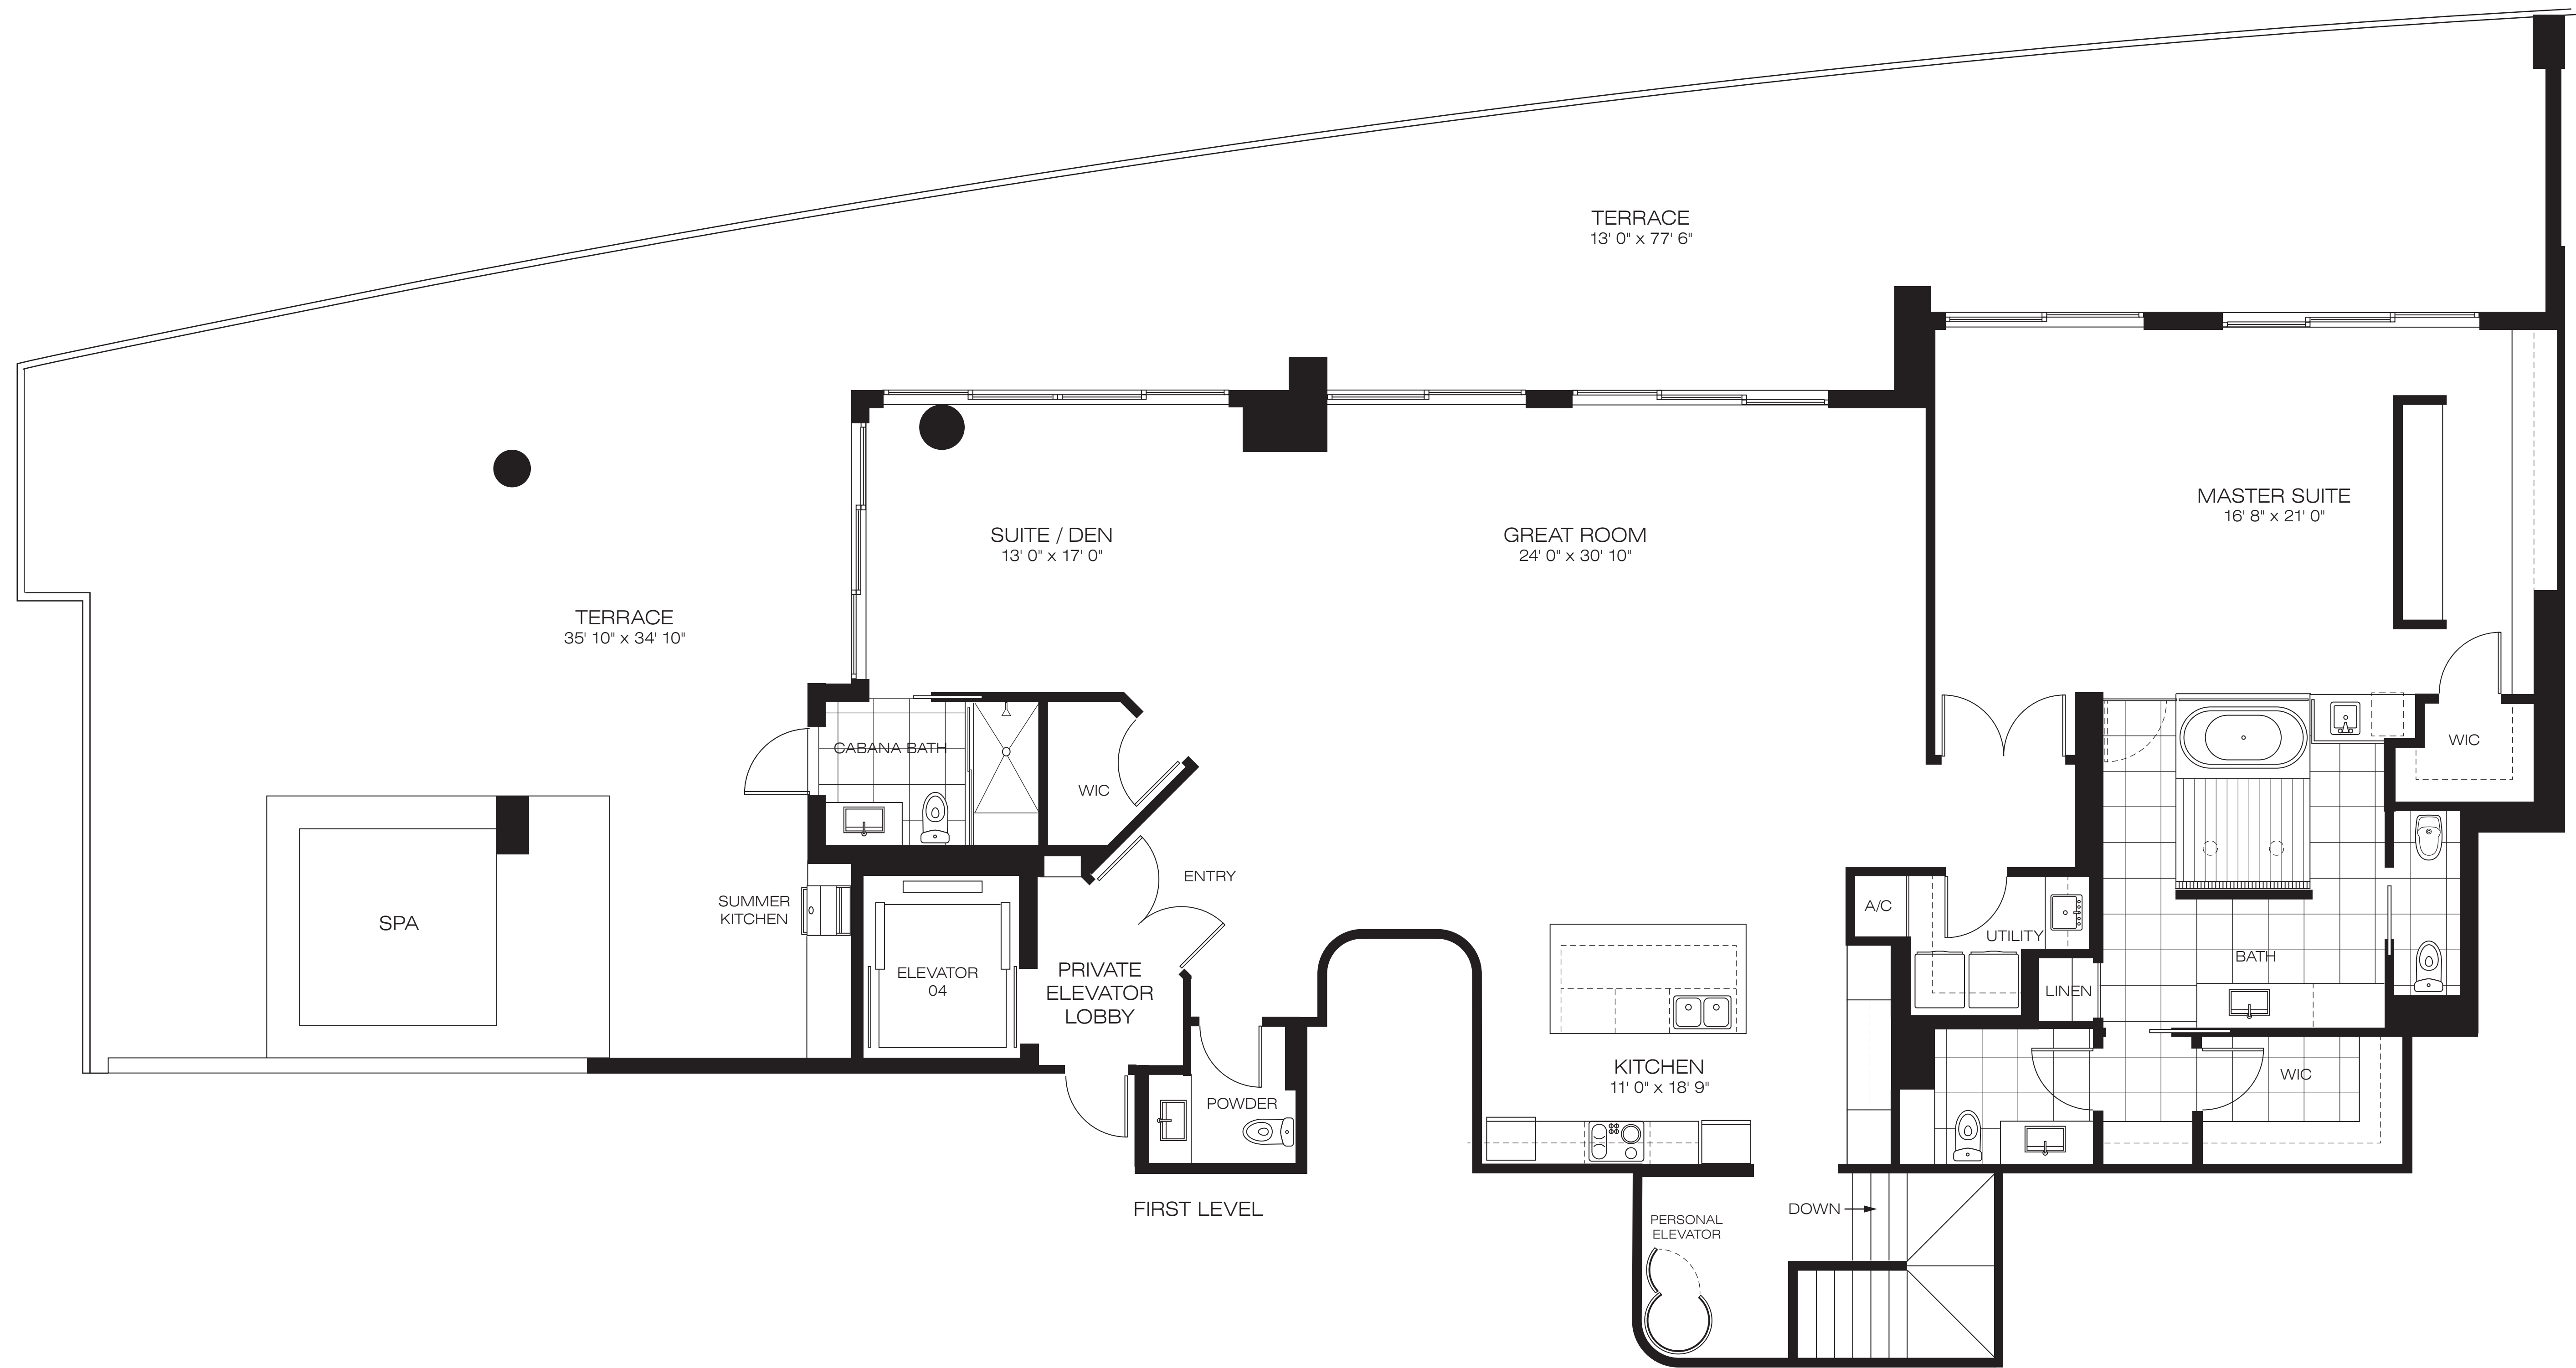 TERRACE
13' 0" x 77' 6"
MASTER SUITE
16' 8" x 21' 0"
SUITE / DEN
13' 0" x 17' 0"
GREAT ROOM
24' 0" x 30' 10"
TERRACE
35' 10" x 34' 10"
CABANA BATH
WIC
WIC
ENTRY
SUMMER
KITCHEN
SPA
A/C
UTILITY
BATH
ELEVATOR
04
PRIVATE
ELEVATOR
LOBBY
LINEN
KITCHEN
11' 0" x 18' 9"
WIC
POWDER
FIRST LEVEL
DOWN
PERSONAL
ELEVATOR